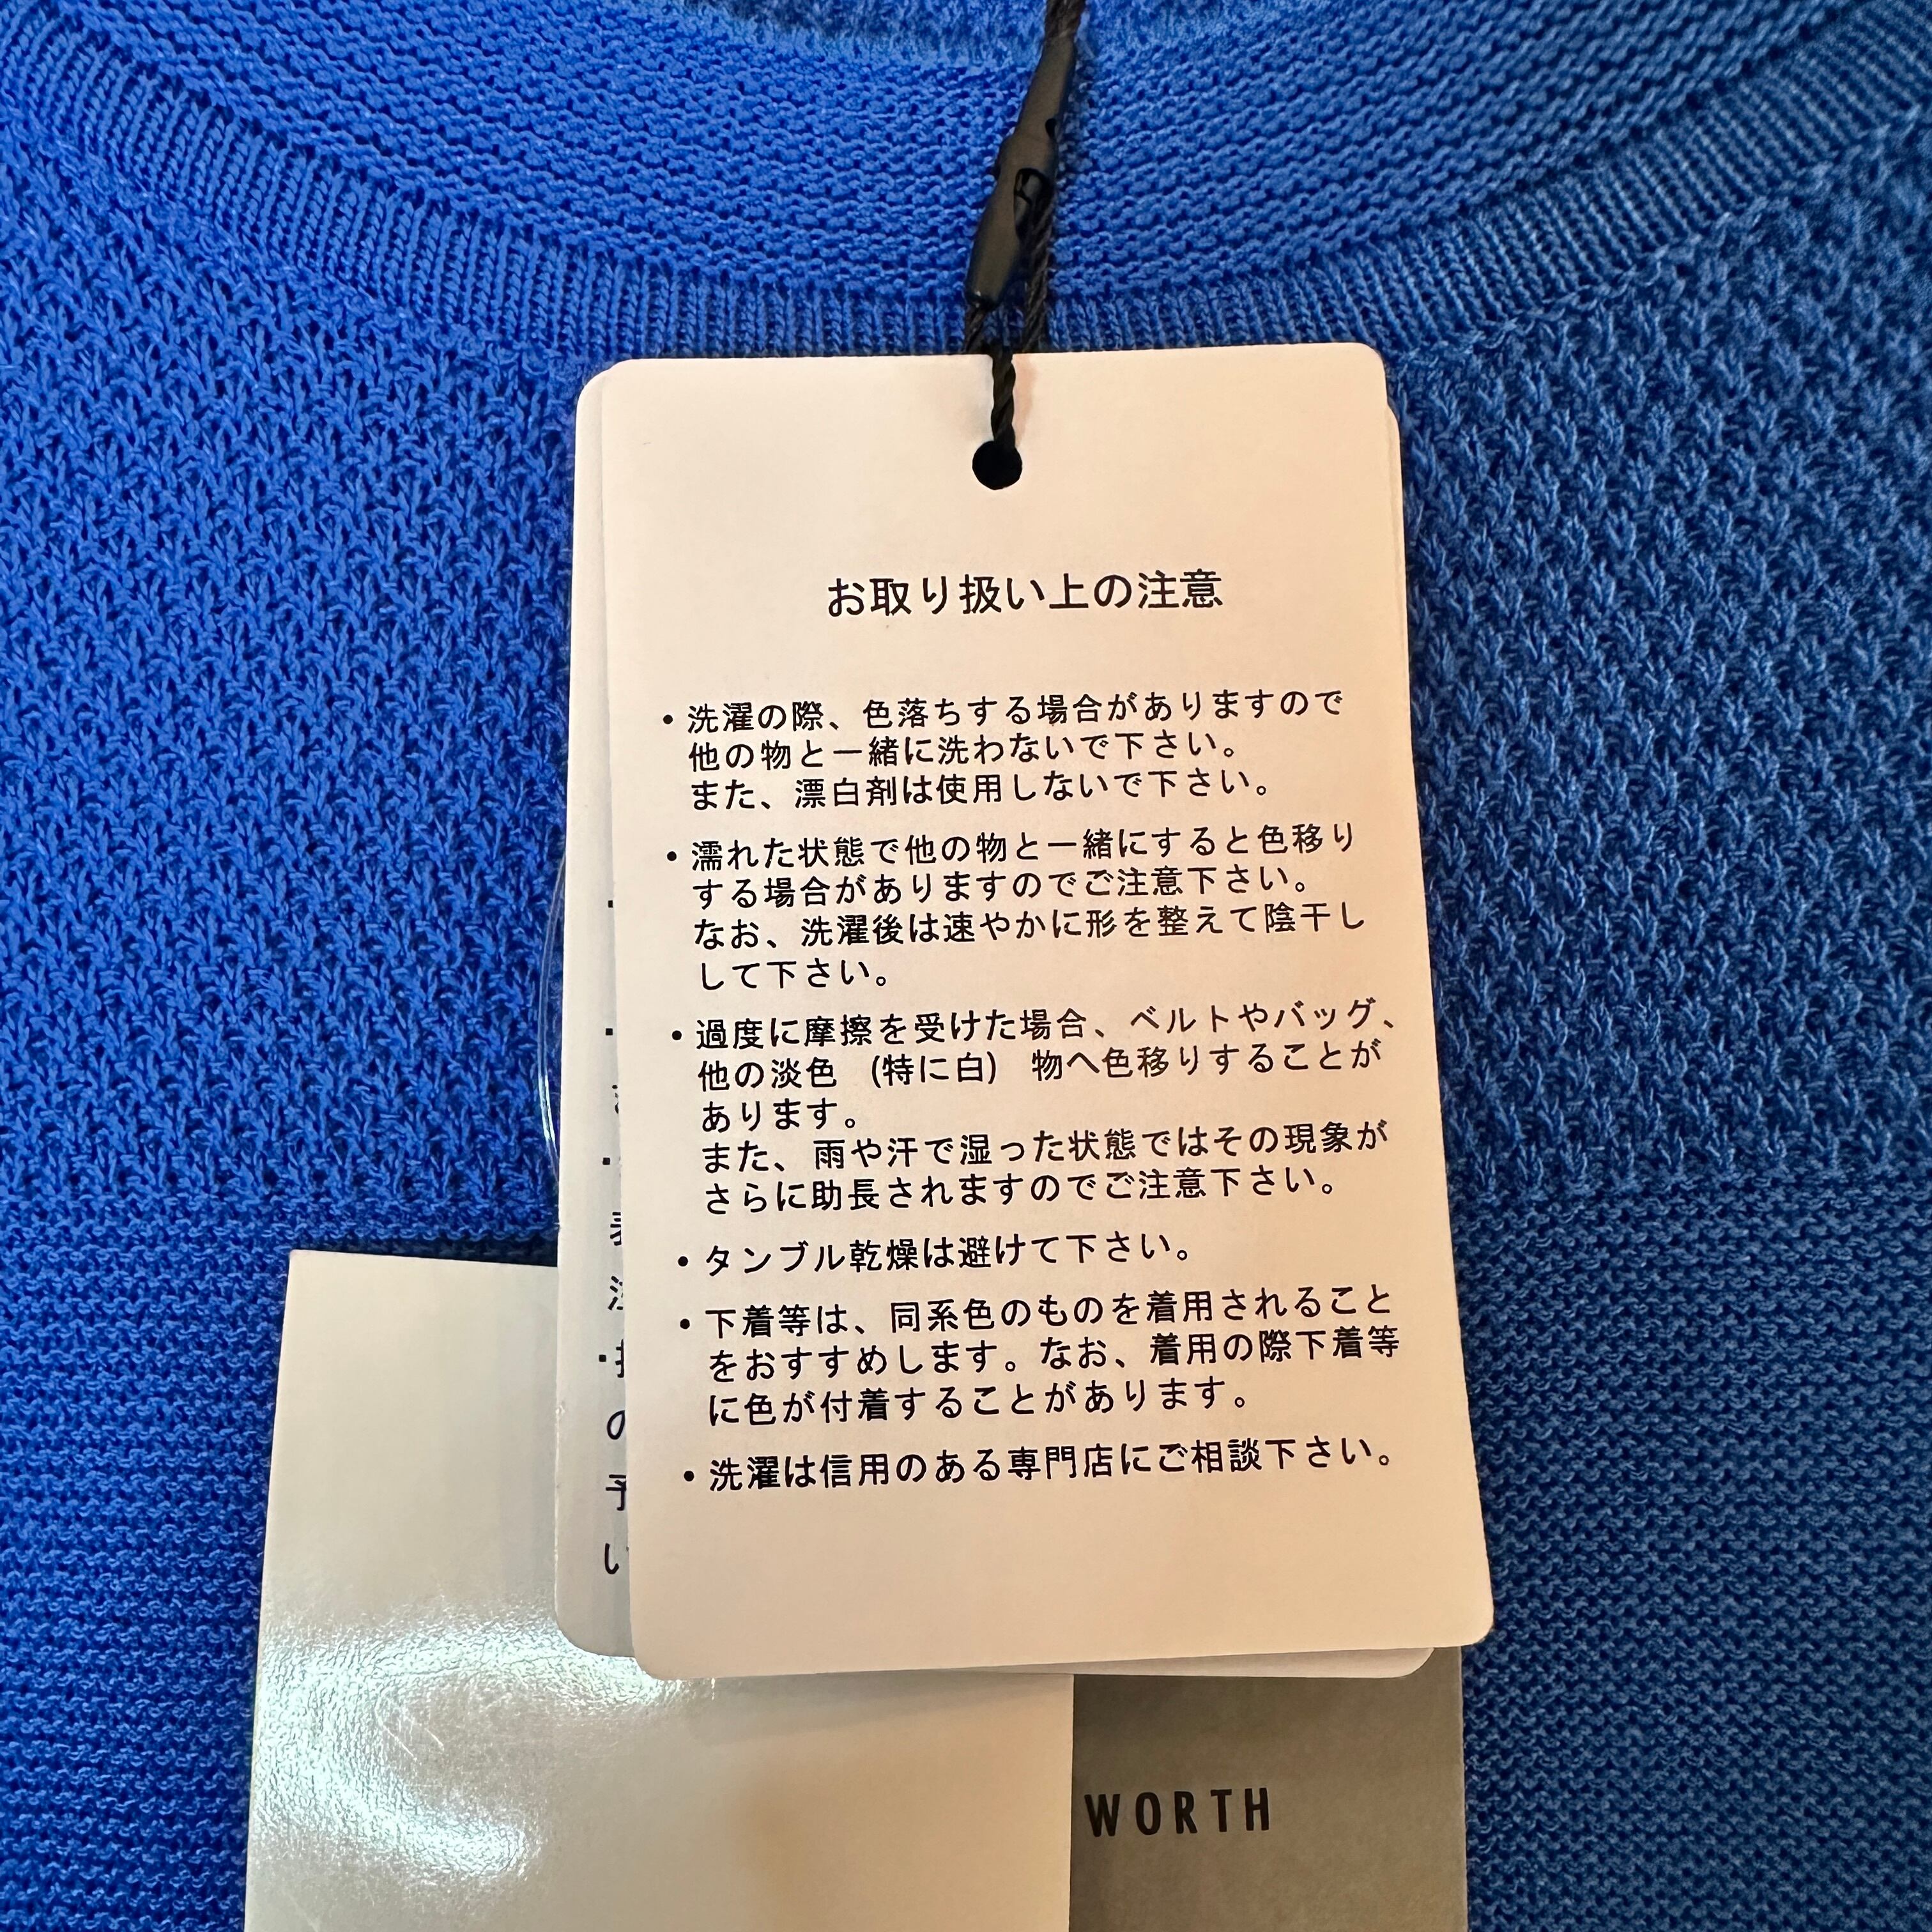 お取り扱い上の注意
・洗濯の際、色落ちする場合がありますので
他の物と一緒に洗わないで下さい。
また、漂白剤は使用しないで下さい。
・濡れた状態で他の物と一緒にすると色移り
する場合がありますのでご注意下さい。
なお、洗濯後は速やかに形を整えて陰干し
して下さい。
・過度に摩擦を受けた場合、ベルトやバッグ、
他の淡色 (特に白) 物へ色移りすることが
あります。
また、雨や汗で湿った状態ではその現象が
さらに助長されますのでご注意下さい。
・タンブル乾燥は避けて下さい。
・下着等は、同系色のものを着用されること
をおすすめします。なお、着用の際下着等
に色が付着することがあります。
・洗濯は信用のある専門店にご相談下さい。
WORTH